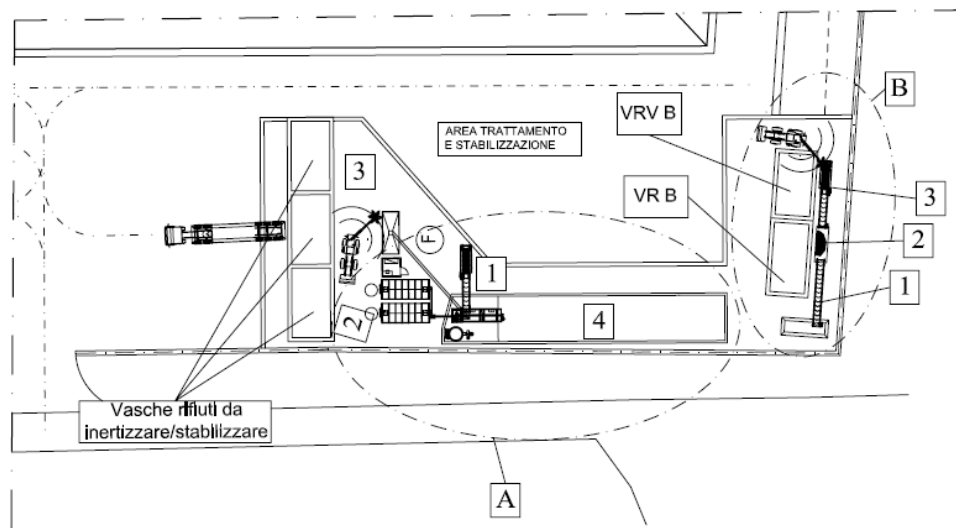 B
VRV B
AREA TRATTAMENTO
E STABILIZZAZIONE
3
VR B
3
F
2
1
1
4
2
Vasche rifiuti da
inertizzare/stabilizzare
A